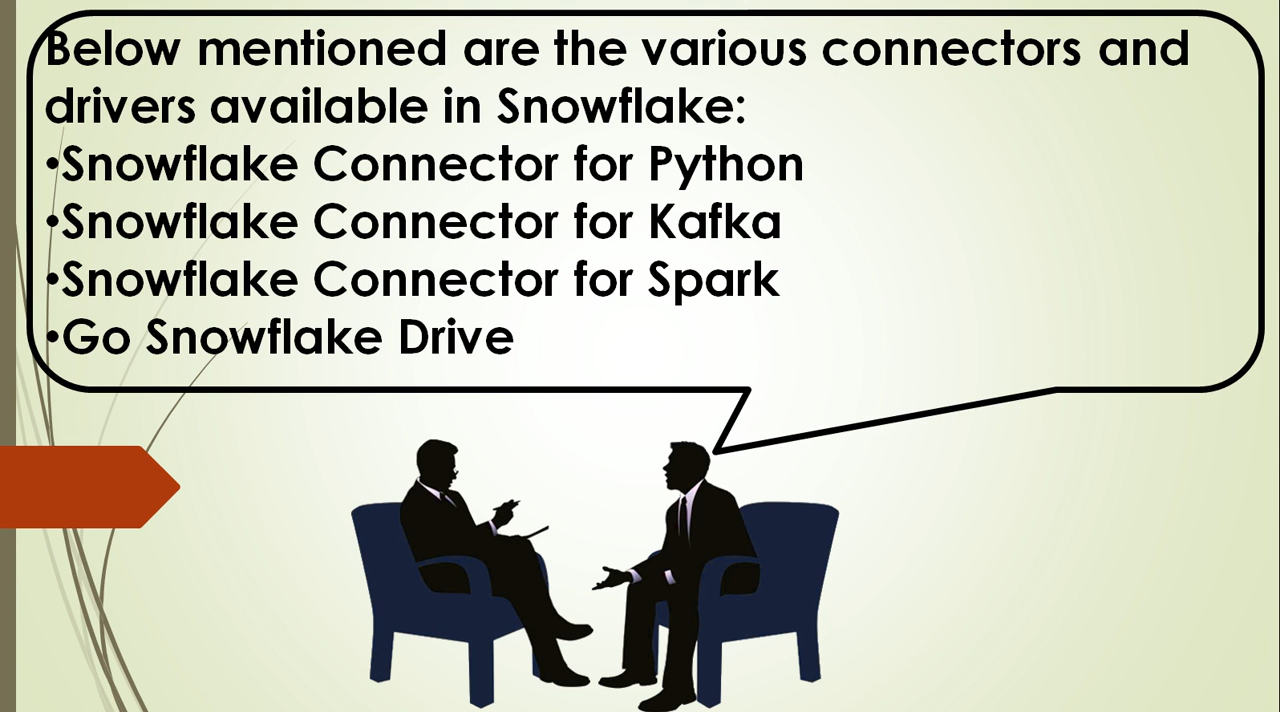 Below mentioned are the various connectors and
drivers available in Snowflake:
•Snowflake Connector for Python
•Snowflake Connector for Kafka
•Snowflake Connector for Spark
•Go Snowflake Drive